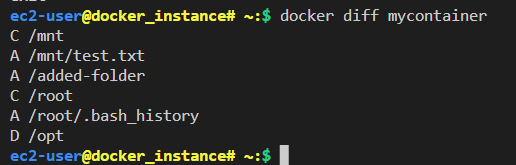 ec2-user@docker_instance# ~:$ docker diff mycontainer
C /mnt
A /mnt/test.txt
A /added-folder
C /root
A /root/.bash_history
D /opt
ec2-user@docker_instance# ~:$